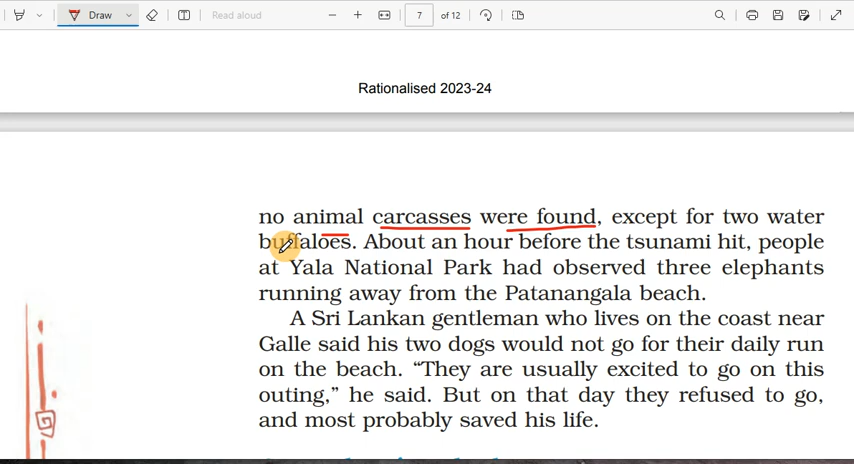 Draw
Read aloud
7
of 12
Rationalised 2023-24
no animal carcasses were found, except for two water
buffaloes. About an hour before the tsunami hit, people
at Yala National Park had observed three elephants
running away from the Patanangala beach.
A Sri Lankan gentleman who lives on the coast near
Galle said his two dogs would not go for their daily run
on the beach. “They are usually excited to go on this
outing,” he said. But on that day they refused to go,
and most probably saved his life.